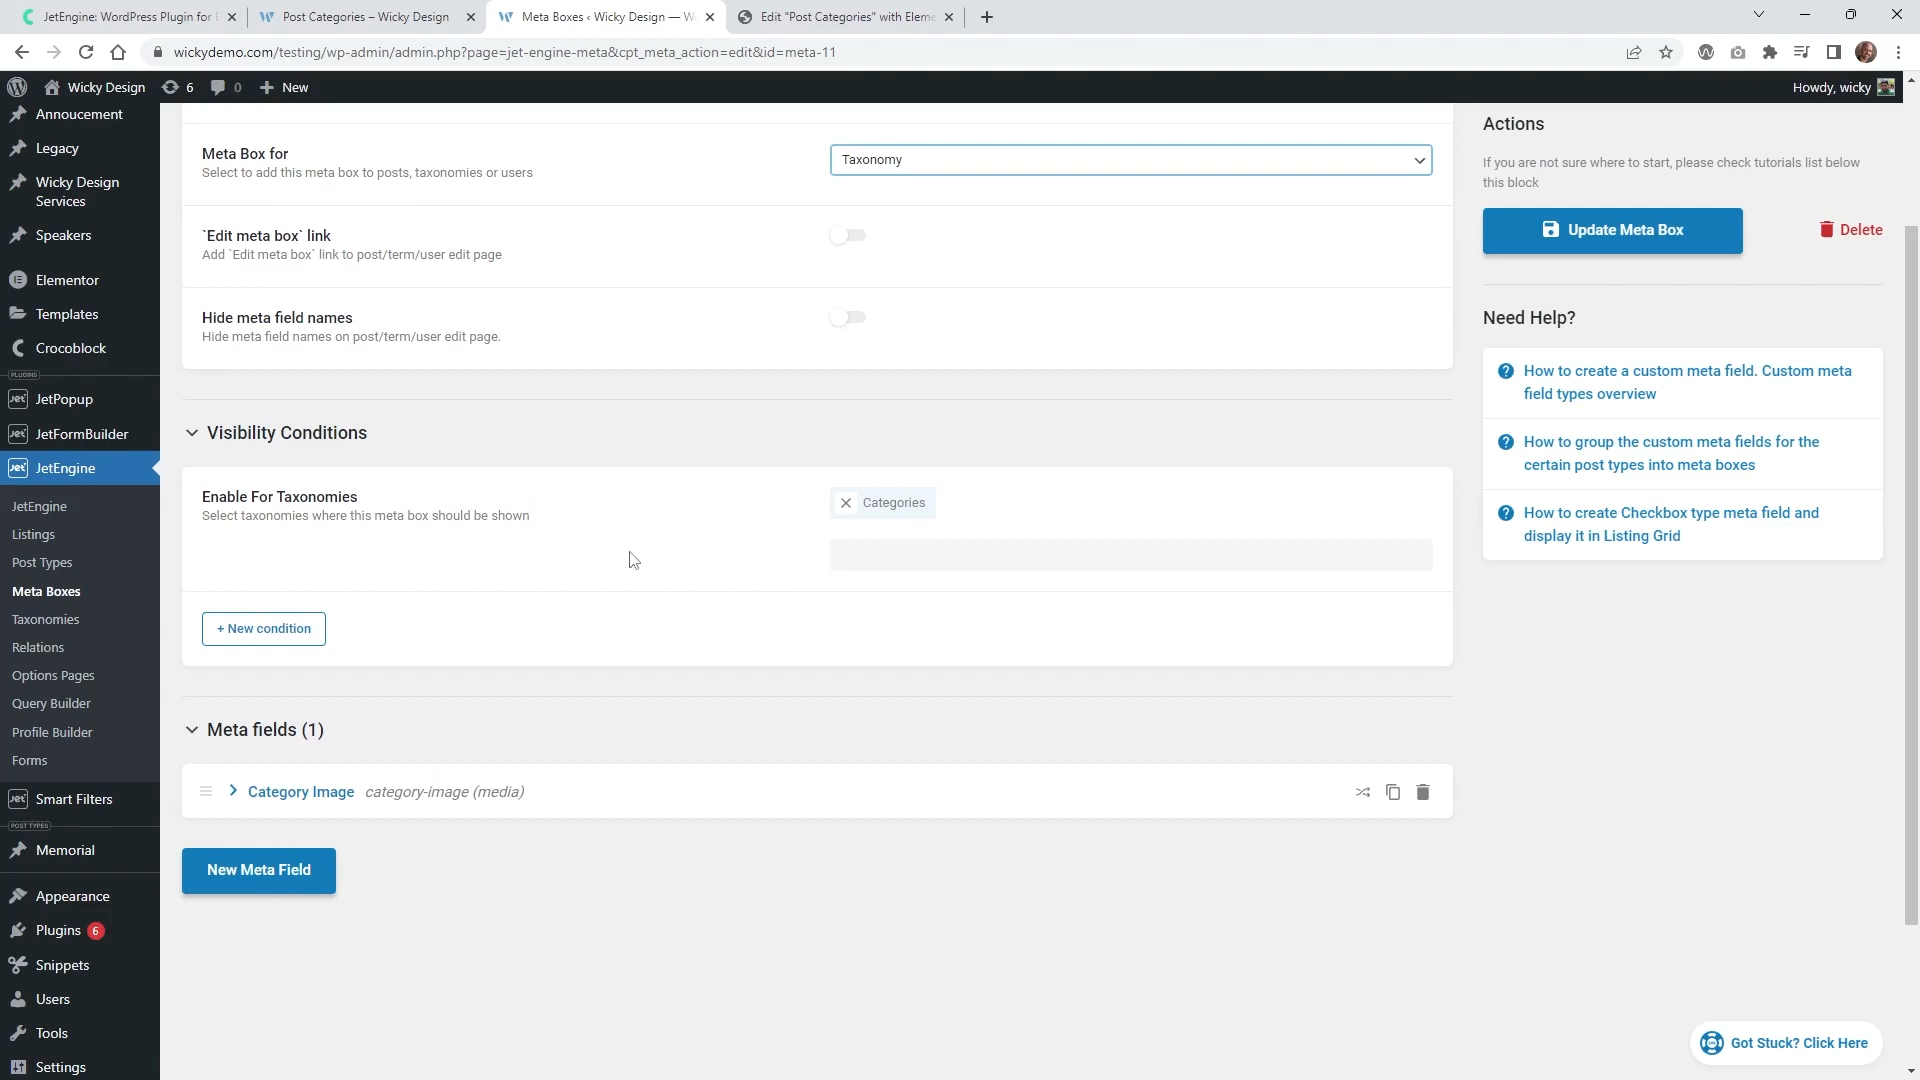 JetEngine: WordPress Plugin for E
Post Categories – Wicky Design
Meta Boxes ‹ Wicky Design — W
Edit "Post Categories" with Eleme
wickydemo.com/testing/wp-admin/admin.php?page=jet-engine-meta&cpt_meta_action=edit&id=meta-11
Wicky Design
6
0
New
Howdy, wicky
Annoucement
Legacy
Wicky Design
Services
Speakers
Elementor
Templates
Crocoblock
PLUGINS
JetPopup
JetFormBuilder
JetEngine
JetEngine
Listings
Post Types
Meta Boxes
Taxonomies
Relations
Options Pages
Query Builder
Profile Builder
Forms
Smart Filters
POST TYPES
Memorial
Appearance
Plugins 6
Snippets
Users
Tools
Settings
Meta Box for
Select to add this meta box to posts, taxonomies or users
Taxonomy
`Edit meta box` link
Add `Edit meta box` link to post/term/user edit page
Hide meta field names
Hide meta field names on post/term/user edit page.
Visibility Conditions
Enable For Taxonomies
Select taxonomies where this meta box should be shown
Categories
+ New condition
Meta fields (1)
Category Image category-image (media)
New Meta Field
Actions
If you are not sure where to start, please check tutorials list below
this block
Update Meta Box
Delete
Need Help?
How to create a custom meta field. Custom meta
field types overview
How to group the custom meta fields for the
certain post types into meta boxes
How to create Checkbox type meta field and
display it in Listing Grid
Got Stuck? Click Here